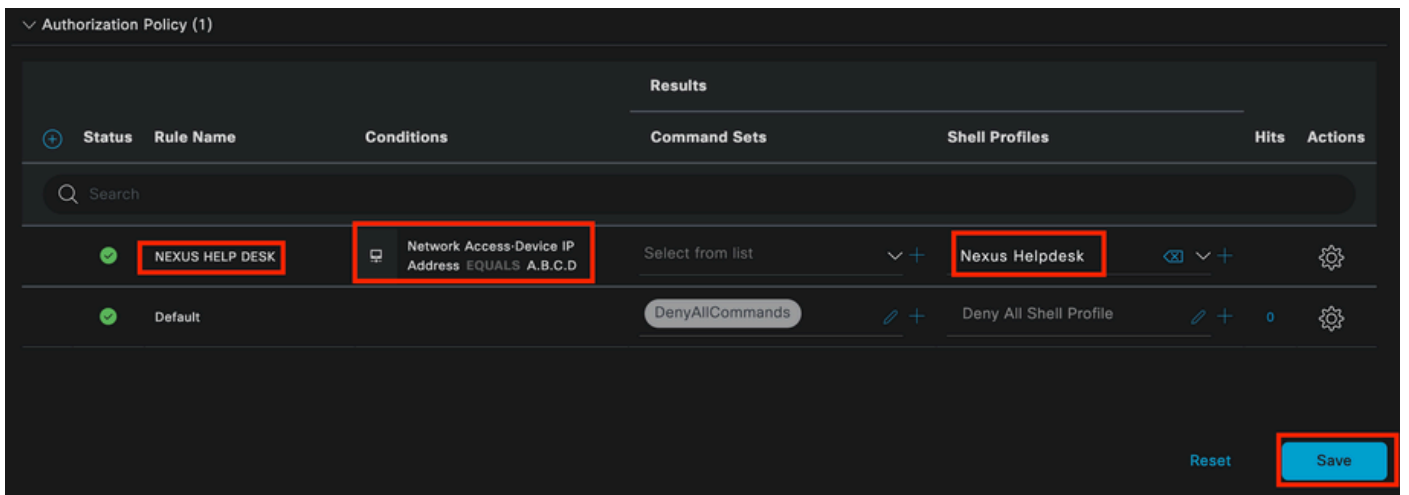 Authorization Policy (1)
Results
Status Rule Name Conditions Command Sets Shell Profiles Hits Actions
Search
NEXUS HELP DESK
Network Access·Device IP
Address EQUALS A.B.C.D
Select from list
Nexus Helpdesk
Default
DenyAllCommands
Deny All Shell Profile
0
Reset
Save